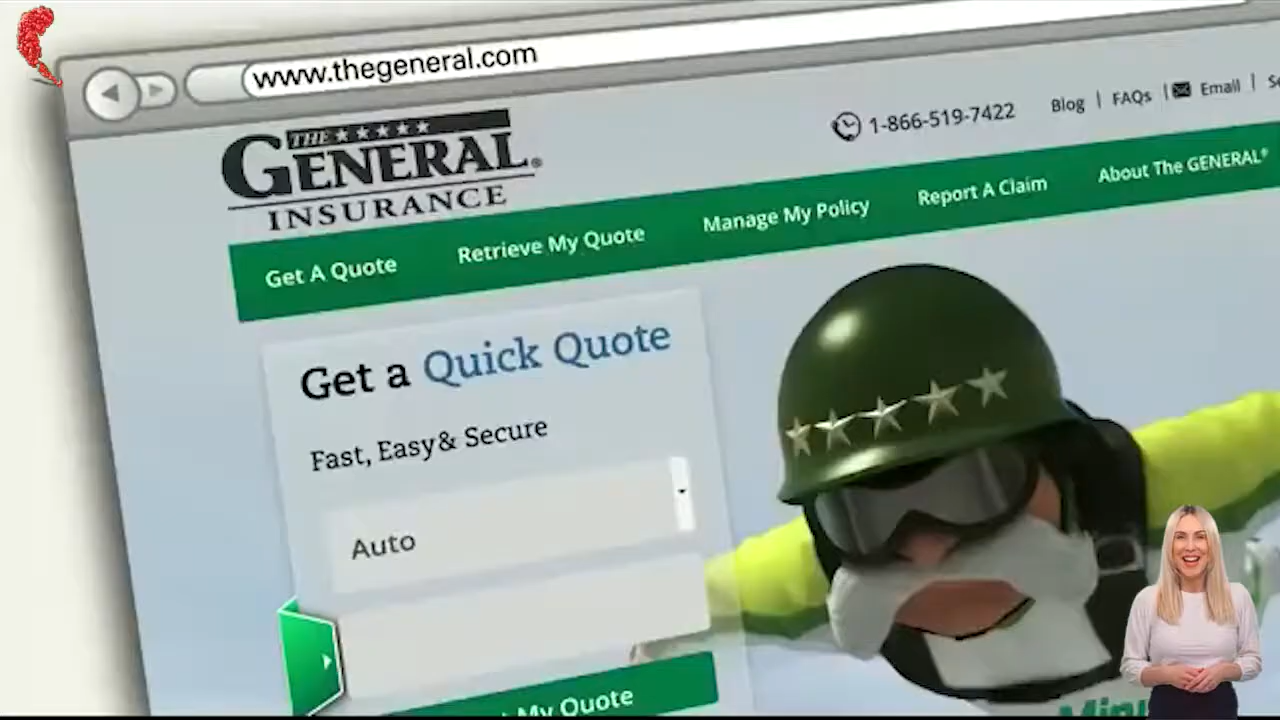 www.thegeneral.com
THE
GENERAL®
INSURANCE
1-866-519-7422
Blog | FAQs | Email |
Get A Quote
Retrieve My Quote
Manage My Policy
Report A Claim
About The GENERAL®
Get a Quick Quote
Fast, Easy& Secure
Auto
My Quote